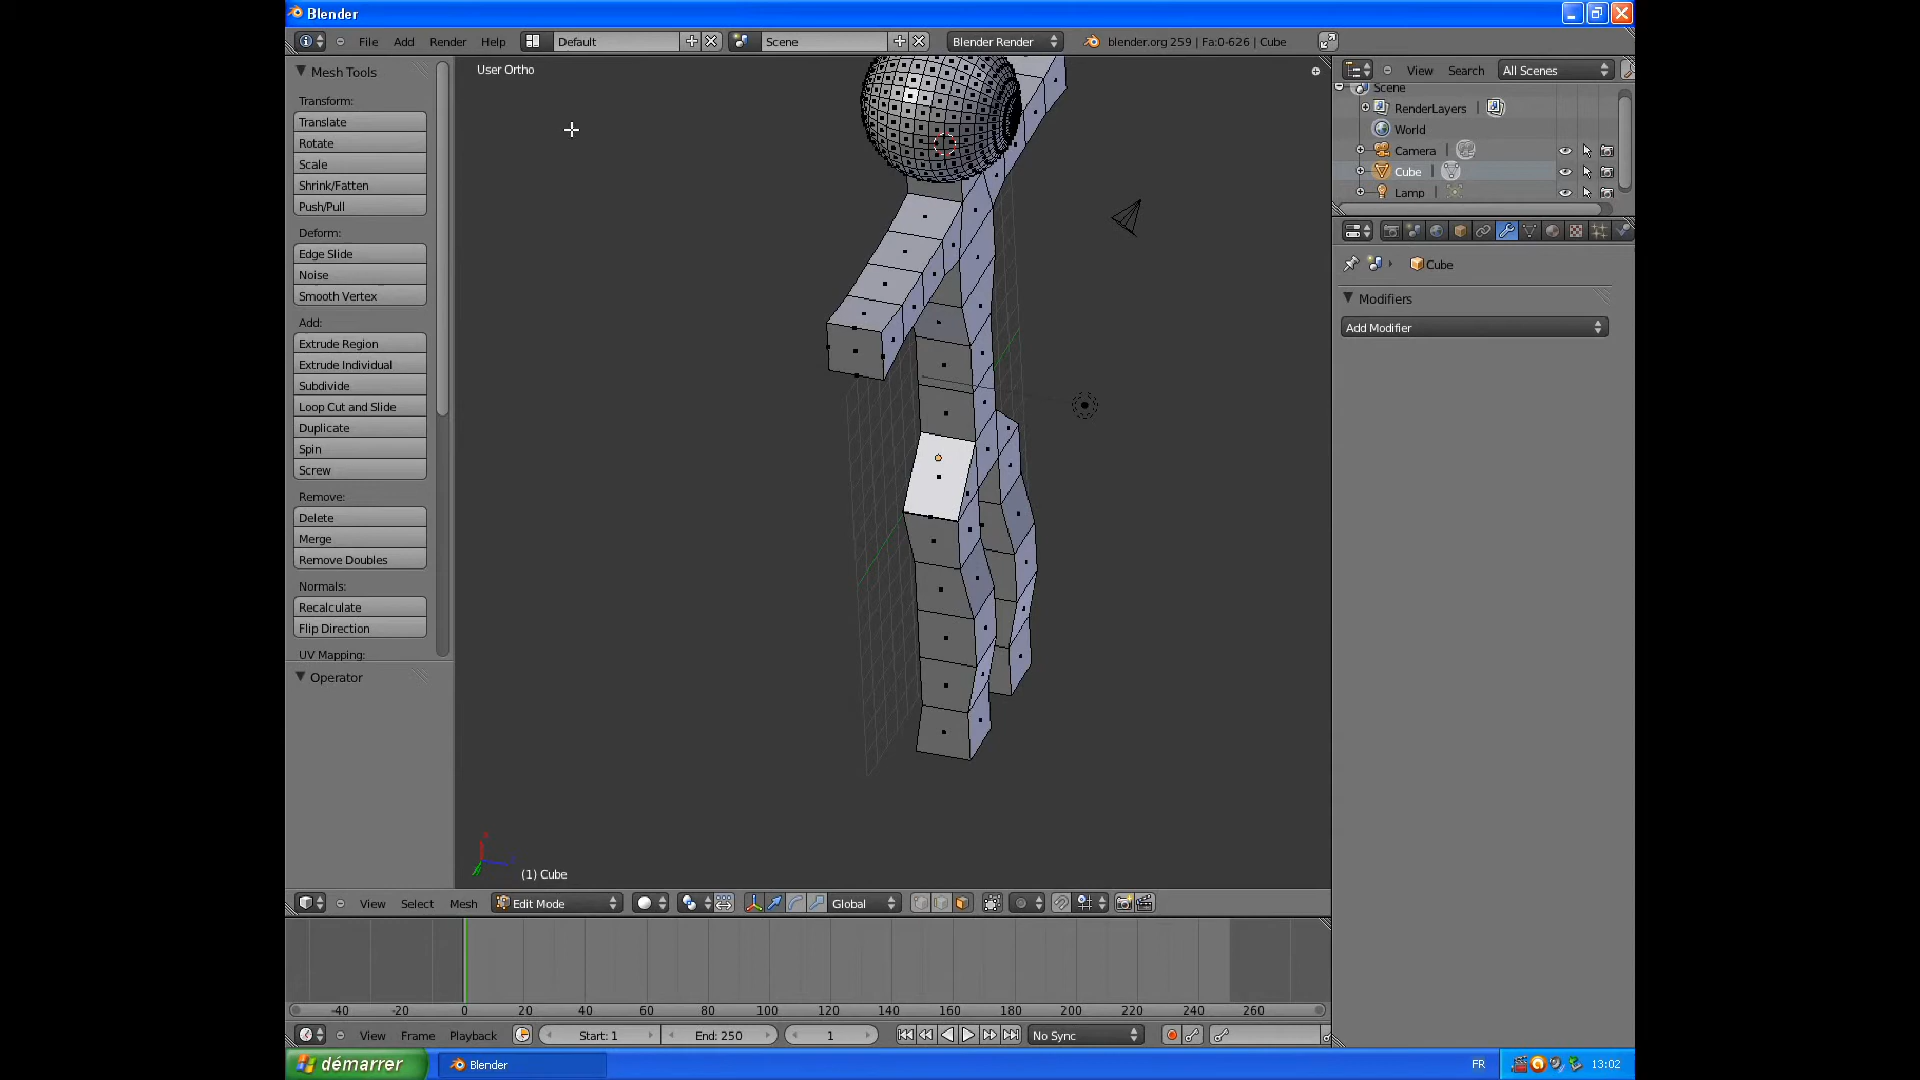 Blender
File Add Render Help Default Scene Blender Render blender.org 259 | Fa:0-626 | Cube
Mesh Tools
Transform:
Translate
Rotate
Scale
Shrink/Fatten
Push/Pull
Deform:
Edge Slide
Noise
Smooth Vertex
Add:
Extrude Region
Extrude Individual
Subdivide
Loop Cut and Slide
Duplicate
Spin
Screw
Remove:
Delete
Merge
Remove Doubles
Normals:
Recalculate
Flip Direction
UV Mapping:
Operator
User Ortho
(1) Cube
View Search All Scenes
Scene
RenderLayers
World
Camera
Cube
Lamp
Cube
Modifiers
Add Modifier
View Select Mesh Edit Mode Global
-40 -20 0 20 40 60 80 100 120 140 160 180 200 220 240 260
View Frame Playback Start: 1 End: 250 1 No Sync
démarrer Blender FR 13:02